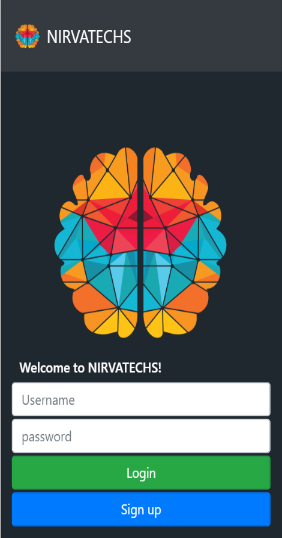 NIRVATECHS
Welcome to NIRVATECHS!
Username
password
Login
Sign up